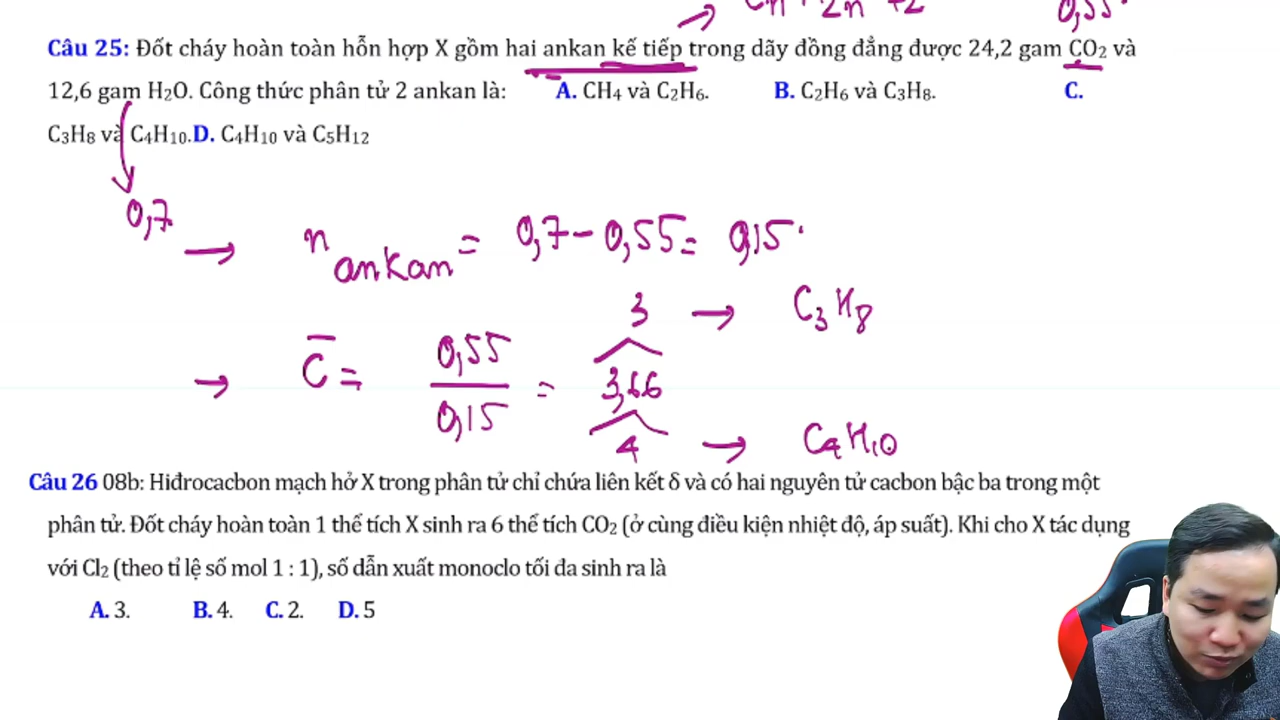 → 2n +2 0,55
Câu 25: Đốt cháy hoàn toàn hỗn hợp X gồm hai ankan kế tiếp trong dãy đồng đẳng được 24,2 gam CO₂ và
12,6 gam H₂O. Công thức phân tử 2 ankan là: A. CH₄ và C₂H₆. B. C₂H₆ và C₃H₈. C.
C₃H₈ và C₄H₁₀.D. C₄H₁₀ và C₅H₁₂
0,7 → n ankan = 0,7 - 0,55 = 0,15.
3 → C₃H₈
→ C̅ = 0,55 / 0,15 = 3,66
4 → C₄H₁₀
Câu 26 08b: Hiđrocacbon mạch hở X trong phân tử chỉ chứa liên kết δ và có hai nguyên tử cacbon bậc ba trong một
phân tử. Đốt cháy hoàn toàn 1 thể tích X sinh ra 6 thể tích CO₂ (ở cùng điều kiện nhiệt độ, áp suất). Khi cho X tác dụng
với Cl₂ (theo tỉ lệ số mol 1 : 1), số dẫn xuất monoclo tối đa sinh ra là
A. 3. B. 4. C. 2. D. 5